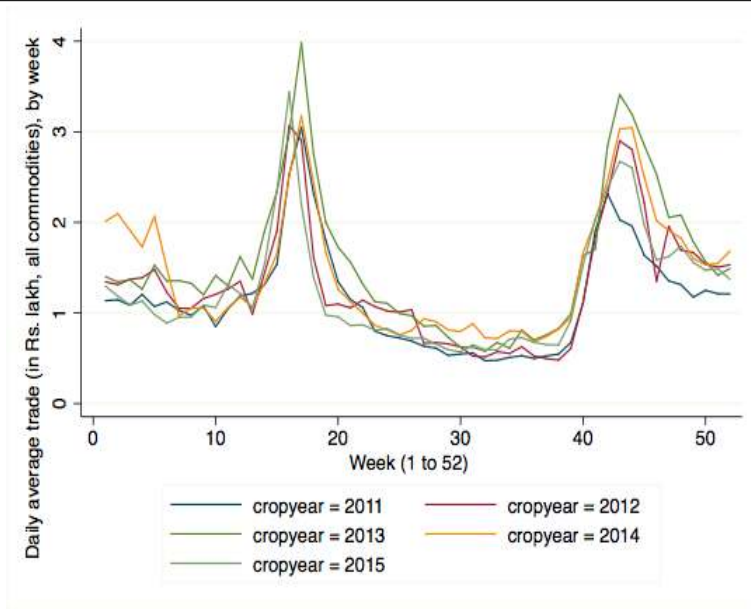 Daily average trade (in Rs. lakh, all commodities), by week
4
3
2
1
0
0 10 20 30 40 50
Week (1 to 52)
cropyear = 2011 cropyear = 2012
cropyear = 2013 cropyear = 2014
cropyear = 2015